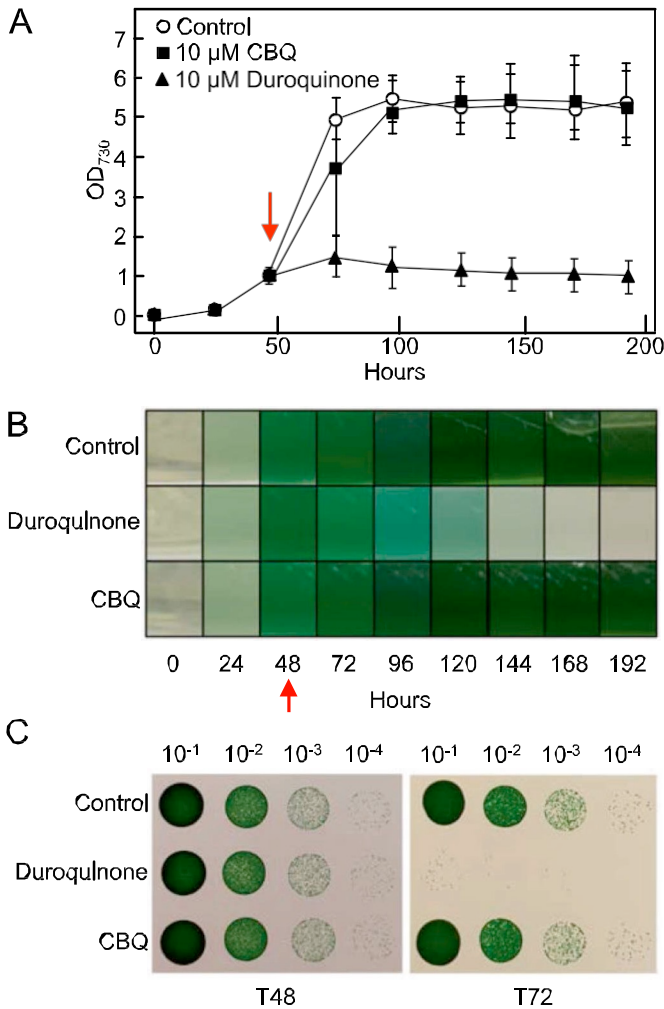 A
Control
10 µM CBQ
10 µM Duroquinone
7
6
5
4
3
2
1
0
OD730
0 50 100 150 200
Hours
B
Control
DuroquInone
CBQ
0 24 48 72 96 120 144 168 192
Hours
C
10-1 10-2 10-3 10-4 10-1 10-2 10-3 10-4
Control
DuroquInone
CBQ
T48 T72